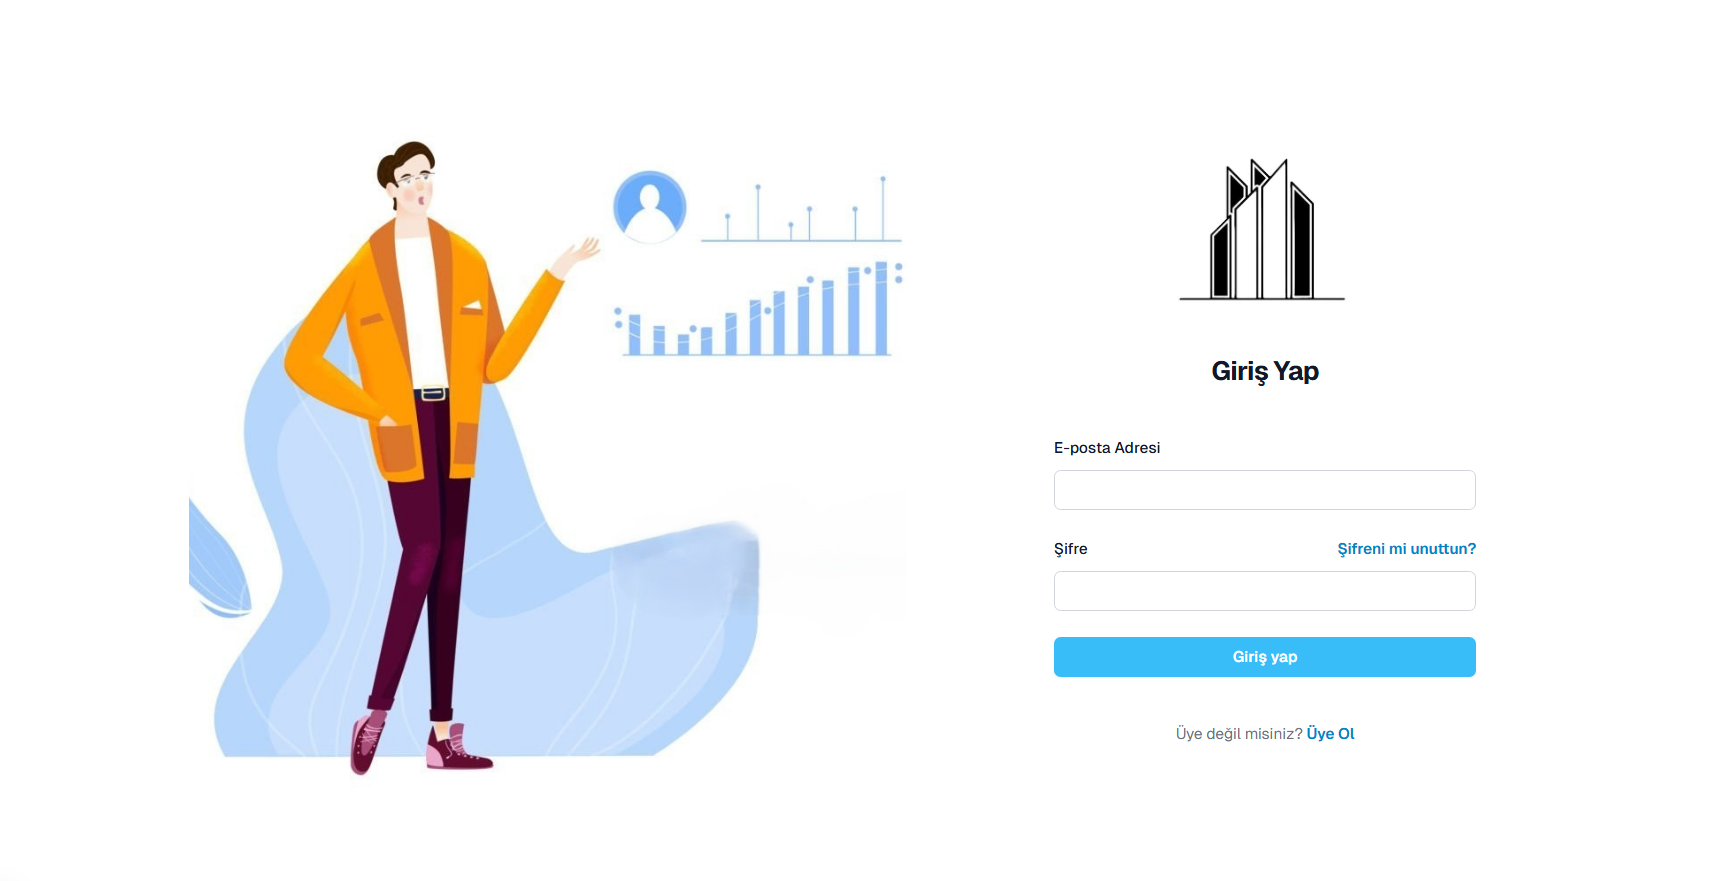 Giriş Yap
E-posta Adresi
Şifre
Şifreni mi unuttun?
Giriş yap
Üye değil misiniz? Üye Ol